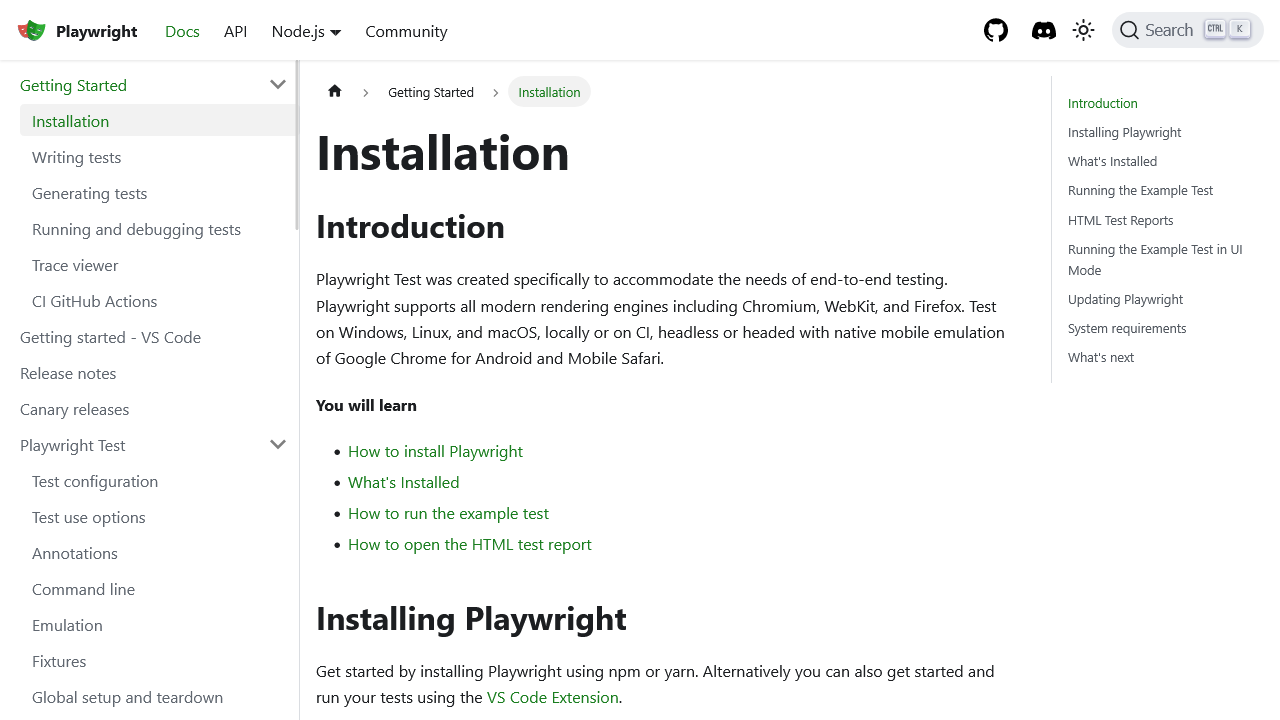 Playwright
Docs
API
Node.js
Community
Search
CTRL
K
Getting Started
Installation
Writing tests
Generating tests
Running and debugging tests
Trace viewer
CI GitHub Actions
Getting started - VS Code
Release notes
Canary releases
Playwright Test
Test configuration
Test use options
Annotations
Command line
Emulation
Fixtures
Global setup and teardown
Getting Started
Installation
Installation
Introduction
Playwright Test was created specifically to accommodate the needs of end-to-end testing.
Playwright supports all modern rendering engines including Chromium, WebKit, and Firefox. Test
on Windows, Linux, and macOS, locally or on CI, headless or headed with native mobile emulation
of Google Chrome for Android and Mobile Safari.
You will learn
• How to install Playwright
• What's Installed
• How to run the example test
• How to open the HTML test report
Installing Playwright
Get started by installing Playwright using npm or yarn. Alternatively you can also get started and
run your tests using the VS Code Extension.
Introduction
Installing Playwright
What's Installed
Running the Example Test
HTML Test Reports
Running the Example Test in UI
Mode
Updating Playwright
System requirements
What's next